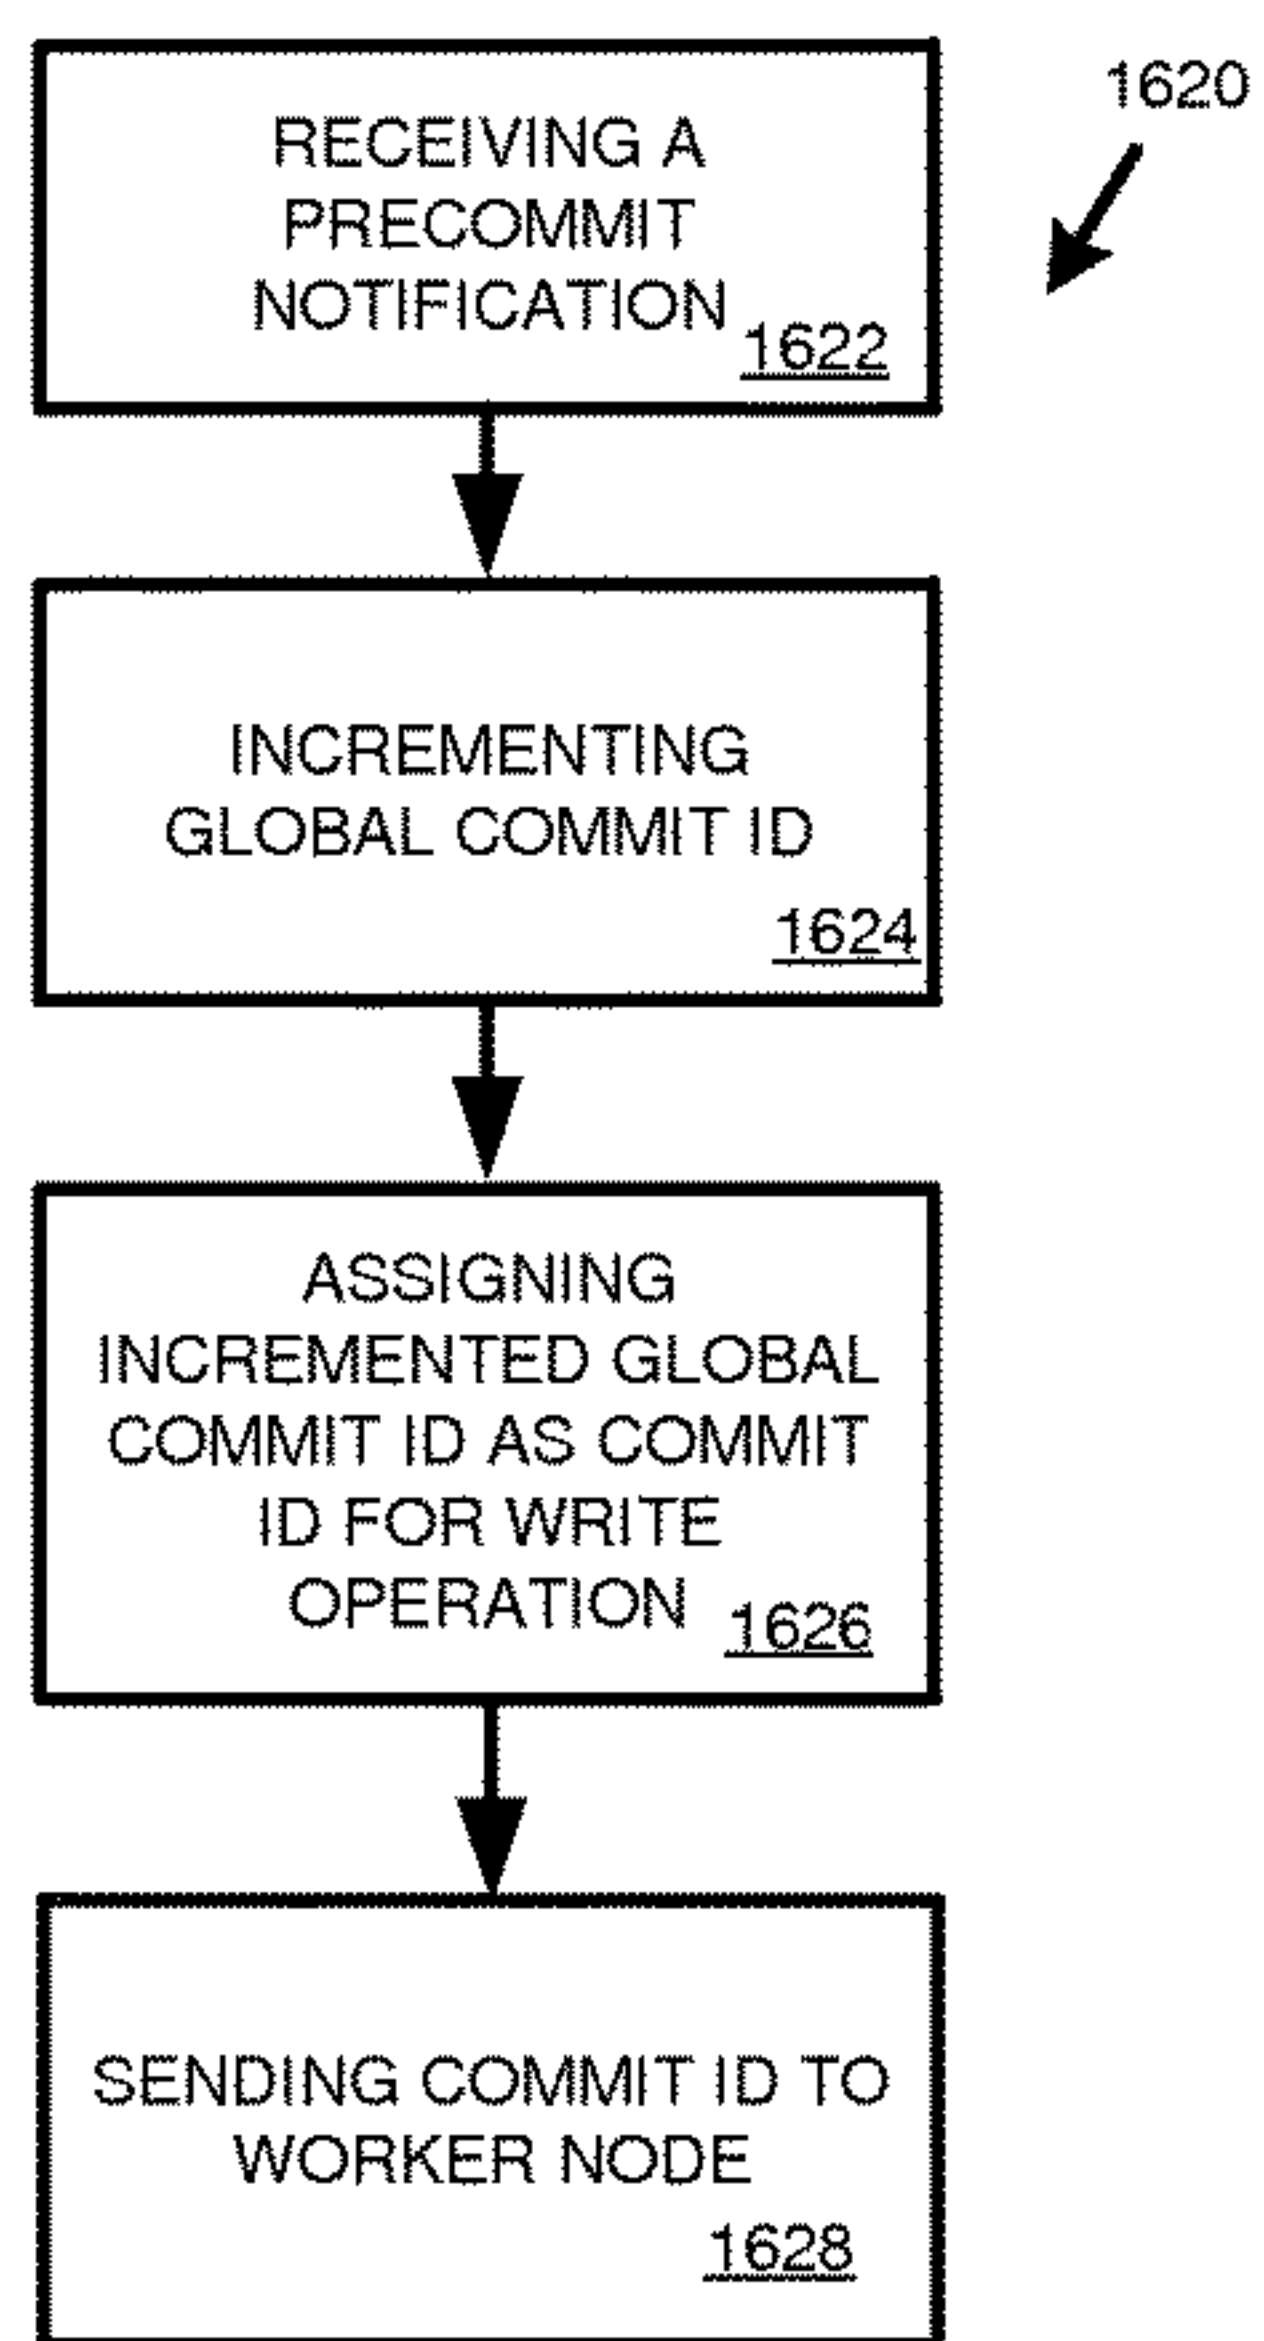 1620
RECEIVING A
PRECOMMIT
NOTIFICATION
1622
INCREMENTING
GLOBAL COMMIT ID
1624
ASSIGNING
INCREMENTED GLOBAL
COMMIT ID AS COMMIT
ID FOR WRITE
OPERATION
1626
SENDING COMMIT ID TO
WORKER NODE
1628